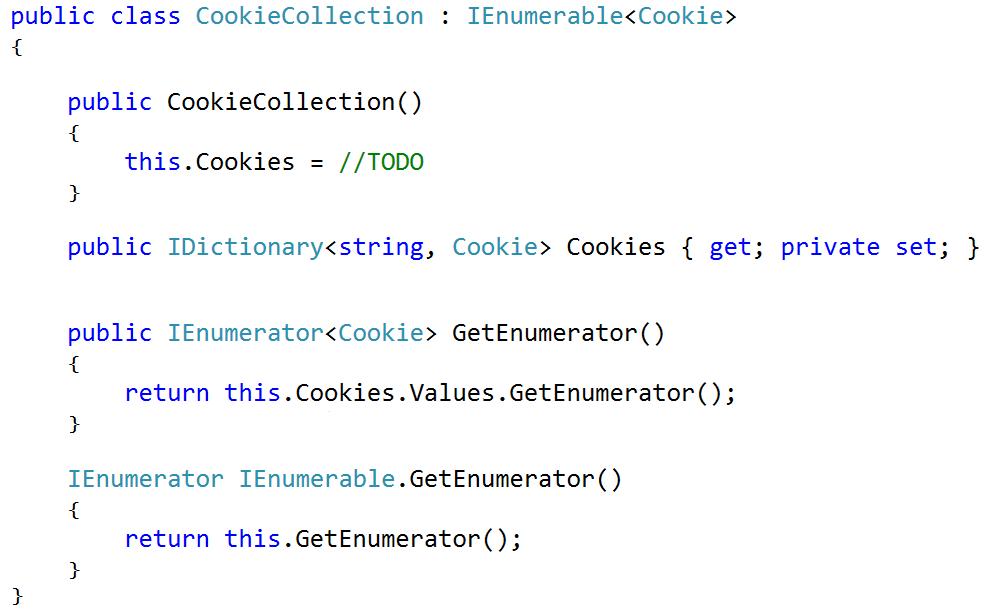 public class CookieCollection : IEnumerable<Cookie>
{
public CookieCollection()
{
this.Cookies = //TODO
}
public IDictionary<string, Cookie> Cookies { get; private set; }
public IEnumerator<Cookie> GetEnumerator()
{
return this.Cookies.Values.GetEnumerator();
}
IEnumerator IEnumerable.GetEnumerator()
{
return this.GetEnumerator();
}
}